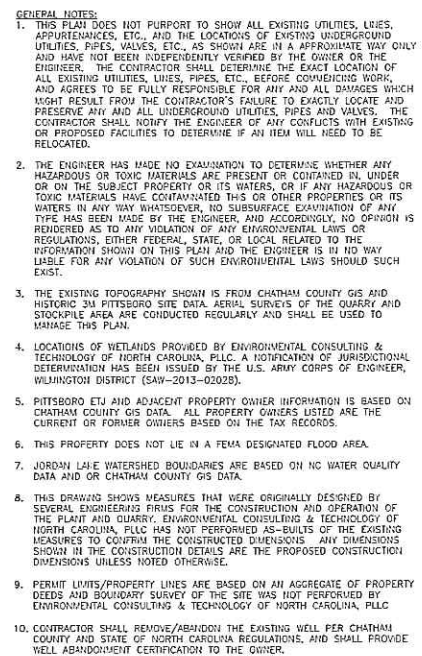 GENERAL NOTES:
1. THIS PLAN DOES NOT PURPORT TO SHOW ALL EXISTING UTILITIES, LINES,
APPURTENANCES, ETC., AND THE LOCATIONS OF EXISTING UNDERGROUND
UTILITIES, PIPES, VALVES, ETC., AS SHOWN ARE IN A APPROXIMATE WAY ONLY
AND HAVE NOT BEEN INDEPENDENTLY VERIFIED BY THE OWNER OR THE
ENGINEER. THE CONTRACTOR SHALL DETERMINE THE EXACT LOCATION OF
ALL EXISTING UTILITIES, LINES, PIPES, ETC., BEFORE COMMENCING WORK,
AND AGREES TO BE FULLY RESPONSIBLE FOR ANY AND ALL DAMAGES WHICH
MIGHT RESULT FROM THE CONTRACTOR'S FAILURE TO EXACTLY LOCATE AND
PRESERVE ANY AND ALL UNDERGROUND UTILITIES, PIPES AND VALVES. THE
CONTRACTOR SHALL NOTIFY THE ENGINEER OF ANY CONFLICTS WITH EXISTING
OR PROPOSED FACILITIES TO DETERMINE IF AN ITEM WILL NEED TO BE
RELOCATED.
2. THE ENGINEER HAS MADE NO EXAMINATION TO DETERMINE WHETHER ANY
HAZARDOUS OR TOXIC MATERIALS ARE PRESENT OR CONTAINED IN, UNDER
OR ON THE SUBJECT PROPERTY OR ITS WATERS, OR IF ANY HAZARDOUS OR
TOXIC MATERIALS HAVE CONTAMINATED THIS OR OTHER PROPERTIES OR ITS
WATERS IN ANY WAY WHATSOEVER, NO SUBSURFACE EXAMINATION OF ANY
TYPE HAS BEEN MADE BY THE ENGINEER, AND ACCORDINGLY, NO OPINION IS
RENDERED AS TO ANY VIOLATION OF ANY ENVIRONMENTAL LAWS OR
REGULATIONS, EITHER FEDERAL, STATE, OR LOCAL RELATED TO THE
INFORMATION SHOWN ON THIS PLAN AND THE ENGINEER IS IN NO WAY
LIABLE FOR ANY VIOLATION OF SUCH ENVIRONMENTAL LAWS SHOULD SUCH
EXIST.
3. THE EXISTING TOPOGRAPHY SHOWN IS FROM CHATHAM COUNTY GIS AND
HISTORIC 3M PITTSBORO SITE DATA. AERIAL SURVEYS OF THE QUARRY AND
STOCKPILE AREA ARE CONDUCTED REGULARLY AND SHALL BE USED TO
MANAGE THIS PLAN.
4. LOCATIONS OF WETLANDS PROVIDED BY ENVIRONMENTAL CONSULTING &
TECHNOLOGY OF NORTH CAROLINA, PLLC. A NOTIFICATION OF JURISDICTIONAL
DETERMINATION HAS BEEN ISSUED BY THE U.S. ARMY CORPS OF ENGINEER,
WILMINGTON DISTRICT (SAW-2013-02028).
5. PITTSBORO ETJ AND ADJACENT PROPERTY OWNER INFORMATION IS BASED ON
CHATHAM COUNTY GIS DATA. ALL PROPERTY OWNERS LISTED ARE THE
CURRENT OR FORMER OWNERS BASED ON THE TAX RECORDS.
6. THIS PROPERTY DOES NOT LIE IN A FEMA DESIGNATED FLOOD AREA.
7. JORDAN LAKE WATERSHED BOUNDARIES ARE BASED ON NC WATER QUALITY
DATA AND OR CHATHAM COUNTY GIS DATA.
8. THIS DRAWING SHOWS MEASURES THAT WERE ORIGINALLY DESIGNED BY
SEVERAL ENGINEERING FIRMS FOR THE CONSTRUCTION AND OPERATION OF
THE PLANT AND QUARRY. ENVIRONMENTAL CONSULTING & TECHNOLOGY OF
NORTH CAROLINA, PLLC HAS NOT PERFORMED AS-BUILTS OF THE EXISTING
MEASURES TO CONFIRM THE CONSTRUCTED DIMENSIONS ANY DIMENSIONS
SHOWN IN THE CONSTRUCTION DETAILS ARE THE PROPOSED CONSTRUCTION
DIMENSIONS UNLESS NOTED OTHERWISE.
9. PERMIT LIMITS/PROPERTY LINES ARE BASED ON AN AGGREGATE OF PROPERTY
DEEDS AND BOUNDARY SURVEY OF THE SITE WAS NOT PERFORMED BY
ENVIRONMENTAL CONSULTING & TECHNOLOGY OF NORTH CAROLINA, PLLC
10. CONTRACTOR SHALL REMOVE/ABANDON THE EXISTING WELL PER CHATHAM
COUNTY AND STATE OF NORTH CAROLINA REGULATIONS, AND SHALL PROVIDE
WELL ABANDONMENT CERTIFICATION TO THE OWNER.